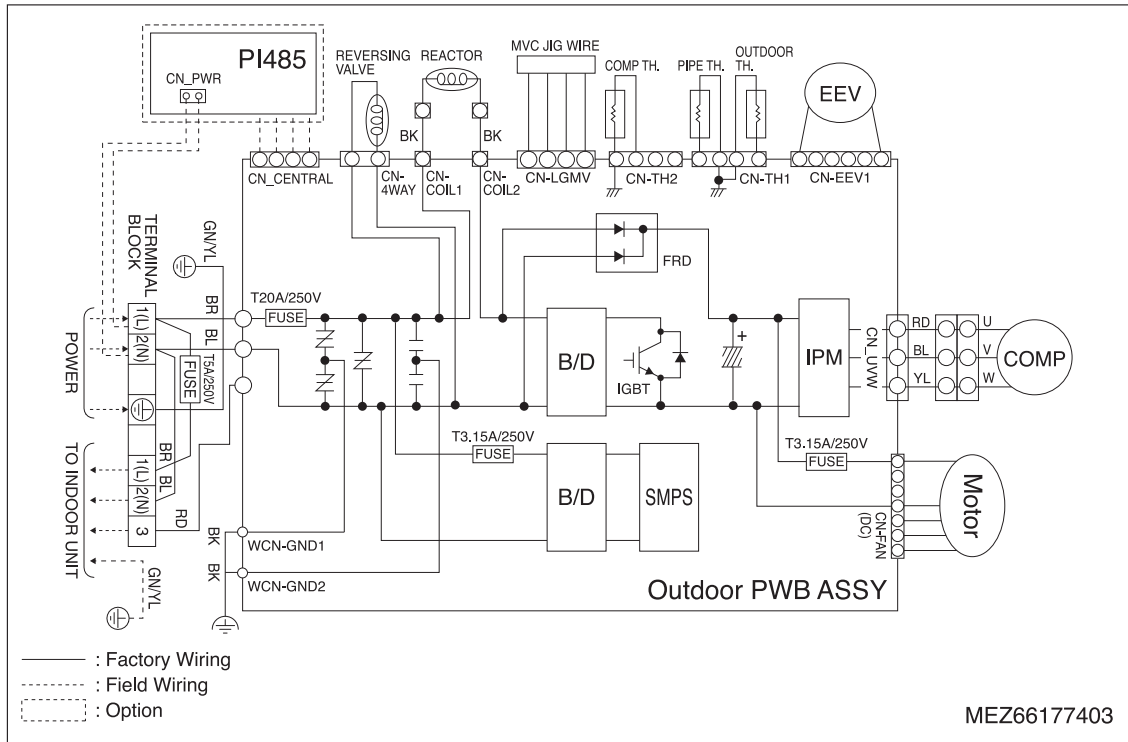 PI485
CN_PWR
REVERSING
VALVE
REACTOR
MVC JIG WIRE
COMP TH.
PIPE TH.
OUTDOOR
TH.
EEV
BK
BK
CN_CENTRAL
CN-
4WAY
CN-
COIL1
CN-
COIL2
CN-LGMV
CN-TH2
CN-TH1
CN-EEV1
TERMINAL
BLOCK
GN/YL
FRD
POWER
1(L)
2(N)
BR
BL
T20A/250V
FUSE
FUSE
T5A/250V
B/D
IGBT
+
IPM
CN_UVW
RD
BL
YL
U
V
W
COMP
TO INDOOR UNIT
1(L)
2(N)
3
BR
BL
RD
GN/YL
T3.15A/250V
FUSE
B/D
SMPS
T3.15A/250V
FUSE
CN-FAN
(DC)
Motor
BK
WCN-GND1
BK
WCN-GND2
Outdoor PWB ASSY
: Factory Wiring
: Field Wiring
: Option
MEZ66177403